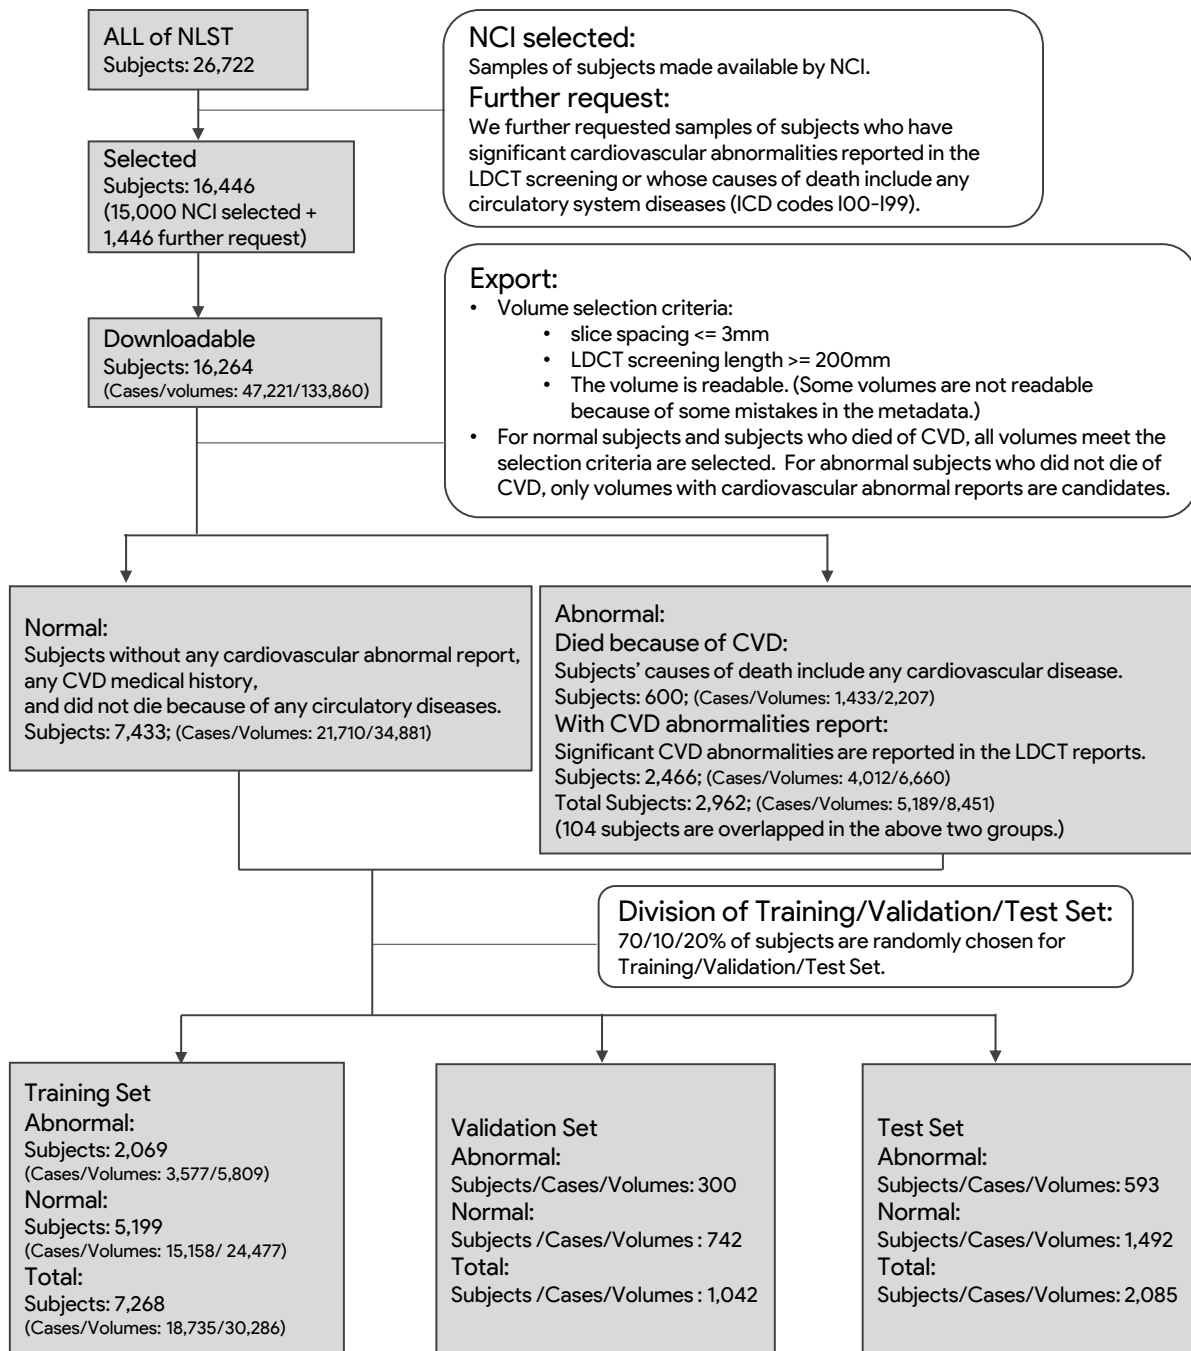 ALL of NLST
Subjects: 26,722
NCI selected:
Samples of subjects made available by NCI.
Further request:
We further requested samples of subjects who have
significant cardiovascular abnormalities reported in the
LDCT screening or whose causes of death include any
circulatory system diseases (ICD codes I00-I99).
Selected
Subjects: 16,446
(15,000 NCI selected +
1,446 further request)
Export:
• Volume selection criteria:
• slice spacing <= 3mm
• LDCT screening length >= 200mm
• The volume is readable. (Some volumes are not readable
because of some mistakes in the metadata.)
• For normal subjects and subjects who died of CVD, all volumes meet the
selection criteria are selected. For abnormal subjects who did not die of
CVD, only volumes with cardiovascular abnormal reports are candidates.
Downloadable
Subjects: 16,264
(Cases/volumes: 47,221/133,860)
Normal:
Subjects without any cardiovascular abnormal report,
any CVD medical history,
and did not die because of any circulatory diseases.
Subjects: 7,433; (Cases/Volumes: 21,710/34,881)
Abnormal:
Died because of CVD:
Subjects' causes of death include any cardiovascular disease.
Subjects: 600; (Cases/Volumes: 1,433/2,207)
With CVD abnormalities report:
Significant CVD abnormalities are reported in the LDCT reports.
Subjects: 2,466; (Cases/Volumes: 4,012/6,660)
Total Subjects: 2,962; (Cases/Volumes: 5,189/8,451)
(104 subjects are overlapped in the above two groups.)
Division of Training/Validation/Test Set:
70/10/20% of subjects are randomly chosen for
Training/Validation/Test Set.
Training Set
Abnormal:
Subjects: 2,069
(Cases/Volumes: 3,577/5,809)
Normal:
Subjects: 5,199
(Cases/Volumes: 15,158/ 24,477)
Total:
Subjects: 7,268
(Cases/Volumes: 18,735/30,286)
Validation Set
Abnormal:
Subjects/Cases/Volumes: 300
Normal:
Subjects /Cases/Volumes : 742
Total:
Subjects /Cases/Volumes : 1,042
Test Set
Abnormal:
Subjects/Cases/Volumes: 593
Normal:
Subjects/Cases/Volumes: 1,492
Total:
Subjects/Cases/Volumes: 2,085